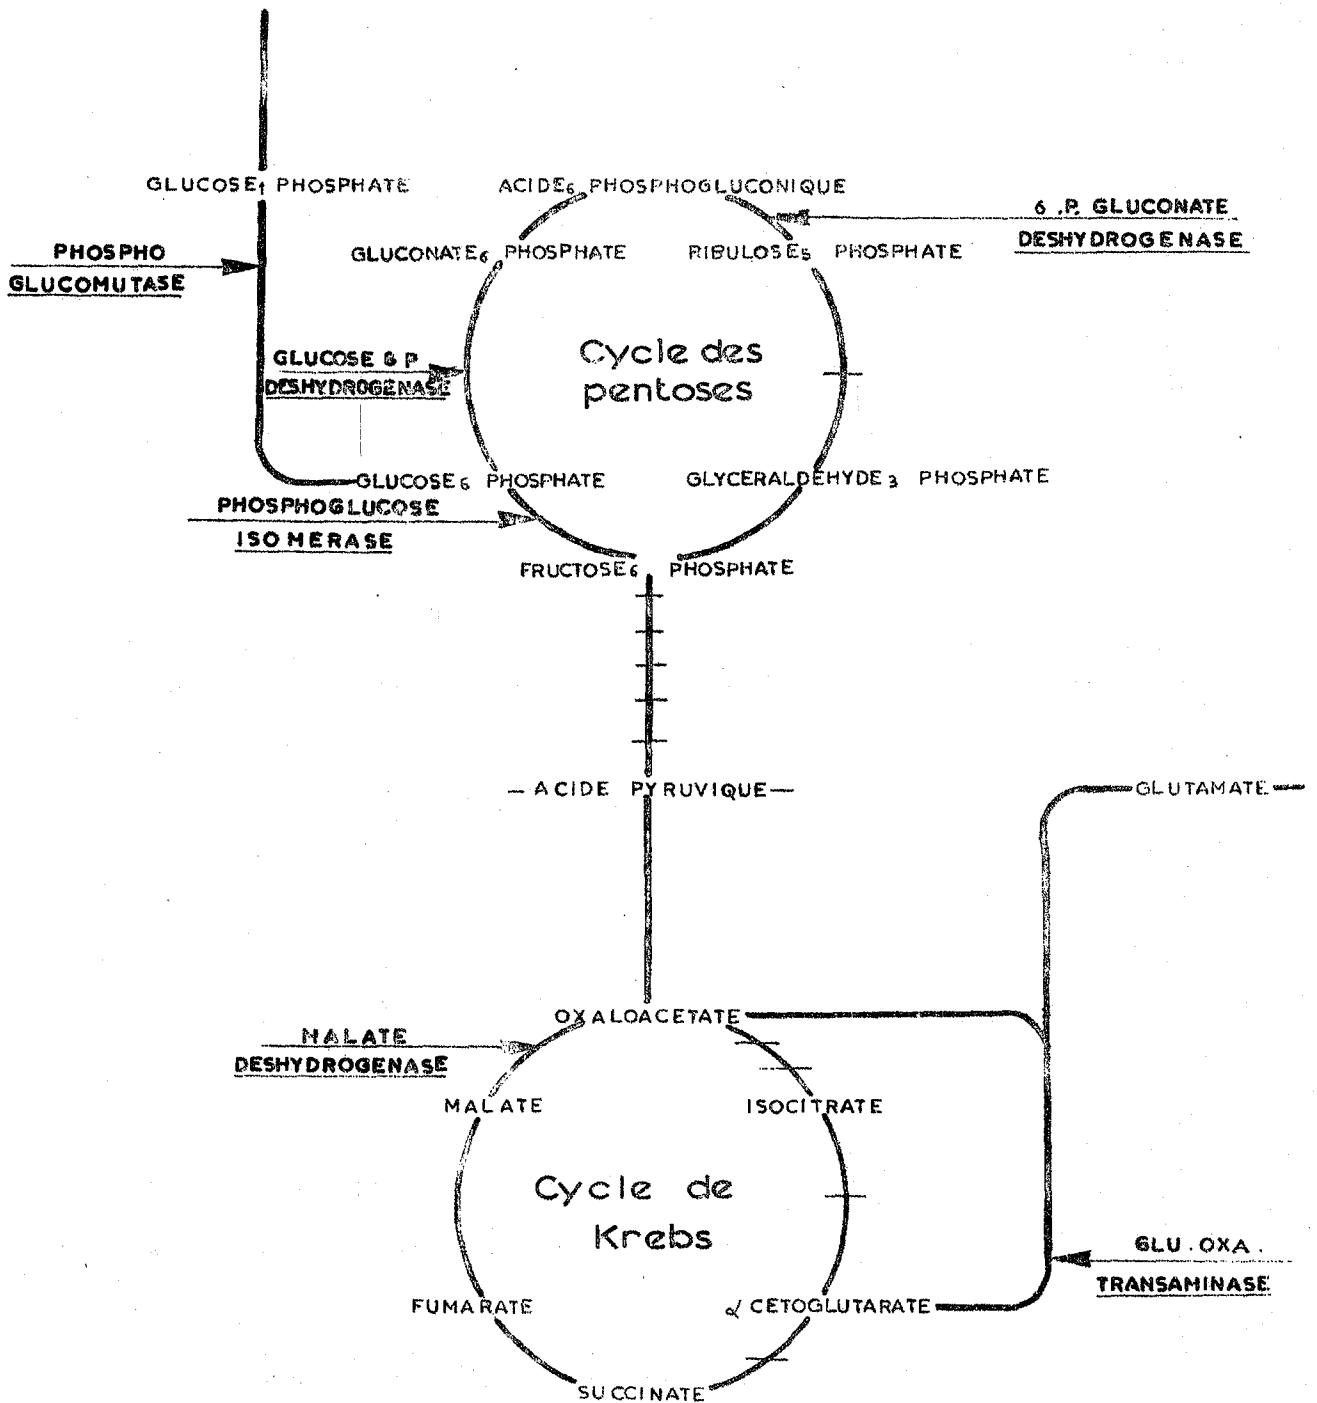 GLUCOSE1 PHOSPHATE
ACIDE6 PHOSPHOGLUCONIQUE
6 .P. GLUCONATE
DESHYDROGENASE
PHOSPHO
GLUCOMUTASE
GLUCONATE6 PHOSPHATE
RIBULOSE5 PHOSPHATE
Cycle des
pentoses
GLUCOSE 6 P
DESHYDROGENASE
GLUCOSE6 PHOSPHATE
GLYCERALDEHYDE3 PHOSPHATE
PHOSPHOGLUCOSE
ISOMERASE
FRUCTOSE6 PHOSPHATE
— ACIDE PYRUVIQUE —
GLUTAMATE
OXALOACETATE
MALATE
DESHYDROGENASE
MALATE
ISOCITRATE
Cycle de
Krebs
GLU.OXA.
TRANSAMINASE
FUMARATE
α CETOGLUTARATE
SUCCINATE